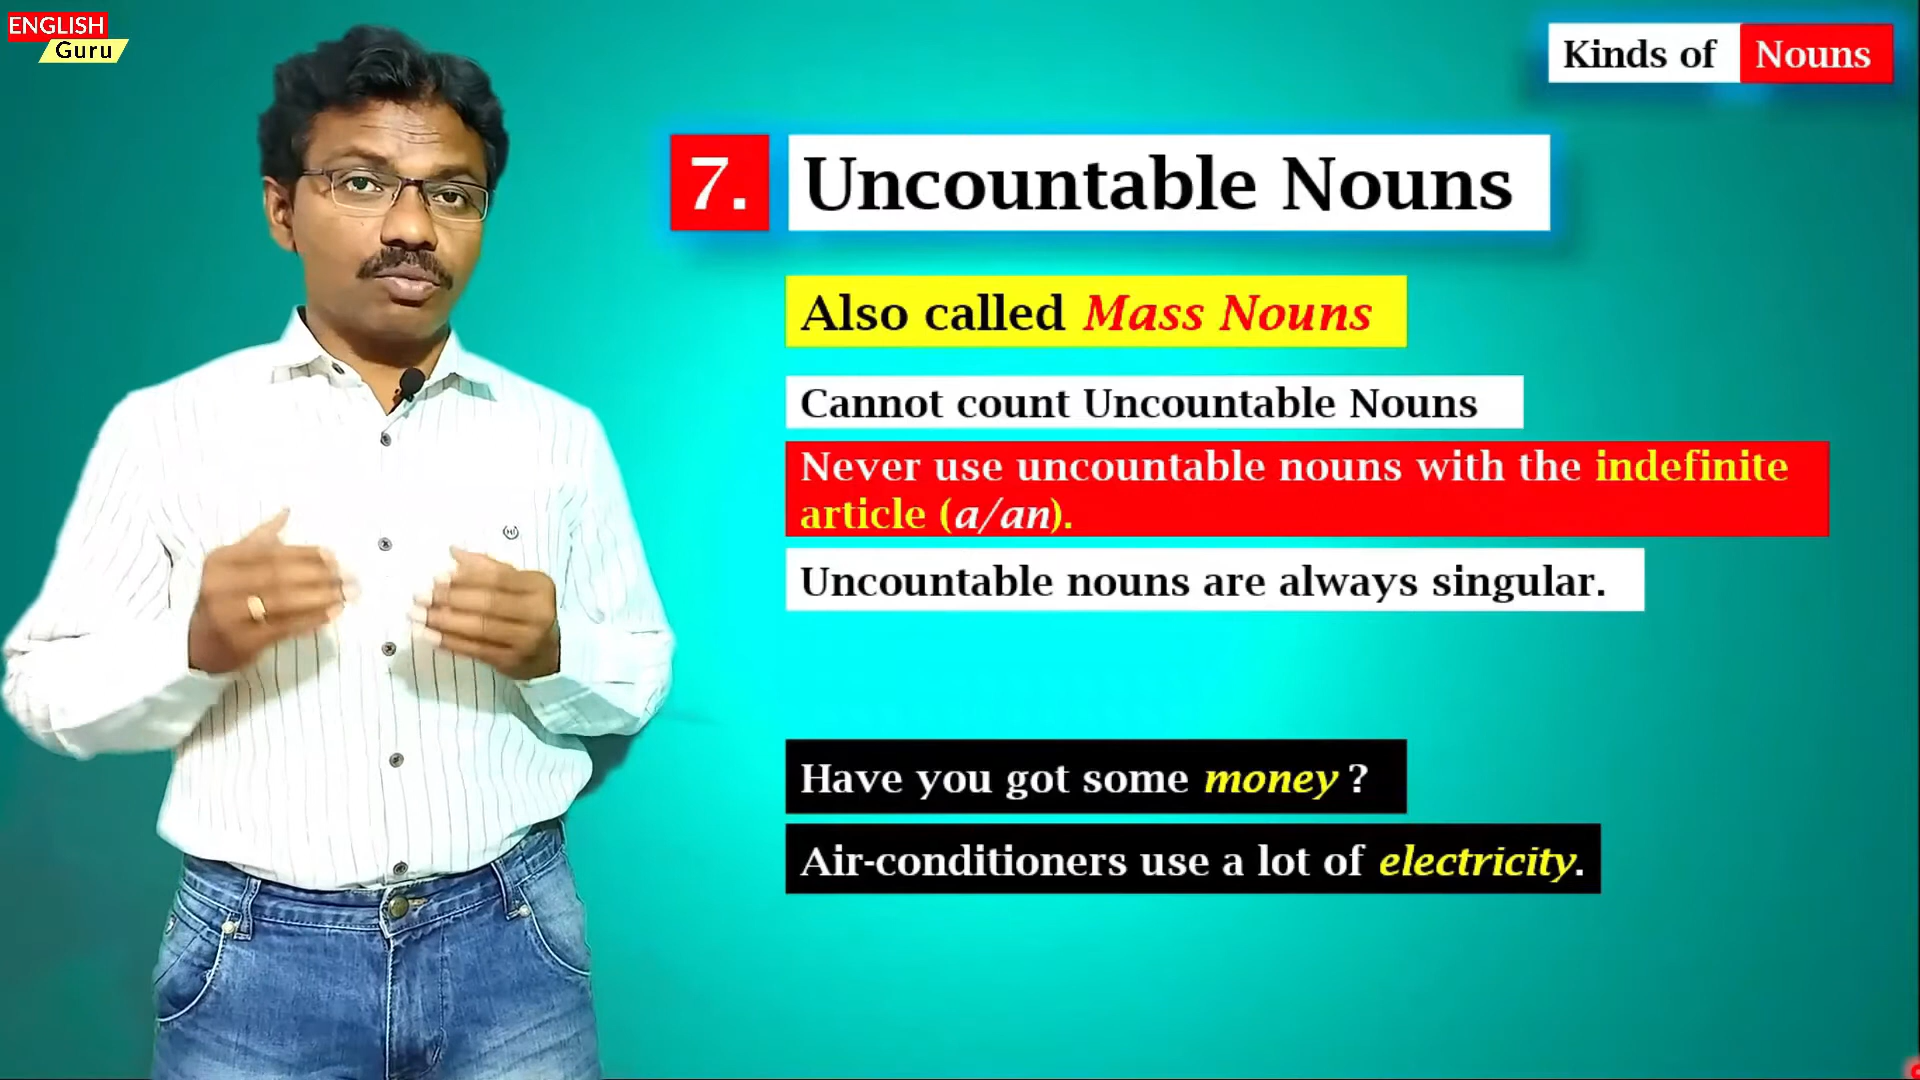 ENGLISH
Guru
Kinds of Nouns
7. Uncountable Nouns
Also called Mass Nouns
Cannot count Uncountable Nouns
Never use uncountable nouns with the indefinite
article (a/an).
Uncountable nouns are always singular.
Have you got some money?
Air-conditioners use a lot of electricity.